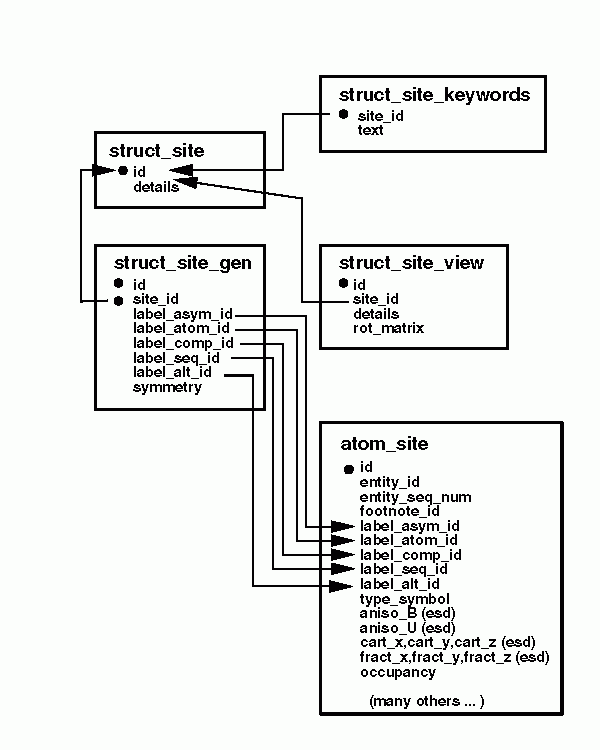 struct_site_keywords
site_id
text
struct_site
id
details
struct_site_gen
id
site_id
label_asym_id
label_atom_id
label_comp_id
label_seq_id
label_alt_id
symmetry
struct_site_view
id
site_id
details
rot_matrix
atom_site
id
entity_id
entity_seq_num
footnote_id
label_asym_id
label_atom_id
label_comp_id
label_seq_id
label_alt_id
type_symbol
aniso_B (esd)
aniso_U (esd)
cart_x,cart_y,cart_z (esd)
fract_x,fract_y,fract_z (esd)
occupancy
(many others ... )